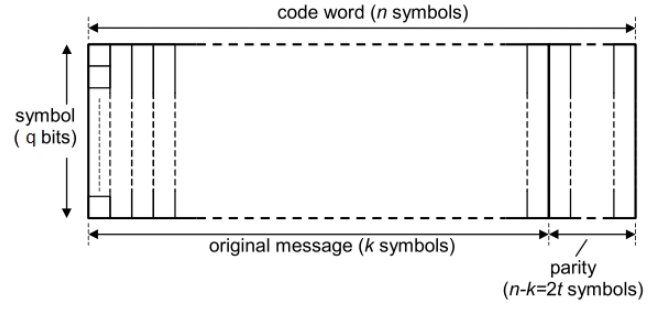 code word (n symbols)
symbol
( q bits)
original message (k symbols)
parity
(n-k=2t symbols)